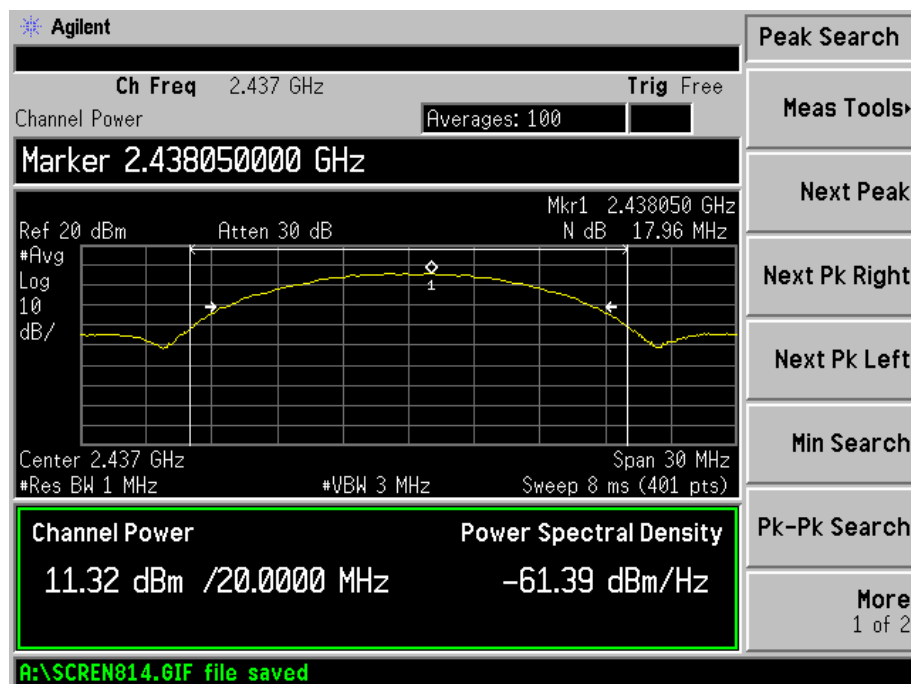 Agilent
Peak Search
Ch Freq 2.437 GHz Trig Free
Channel Power Averages: 100
Meas Tools
Marker 2.438050000 GHz
Next Peak
Mkr1 2.438050 GHz
Ref 20 dBm Atten 30 dB N dB 17.96 MHz
#Avg
Log
10
dB/
1
Next Pk Right
Next Pk Left
Min Search
Center 2.437 GHz Span 30 MHz
#Res BW 1 MHz #VBW 3 MHz Sweep 8 ms (401 pts)
Channel Power Power Spectral Density
Pk-Pk Search
11.32 dBm /20.0000 MHz -61.39 dBm/Hz
More
1 of 2
A:\SCREN814.GIF file saved